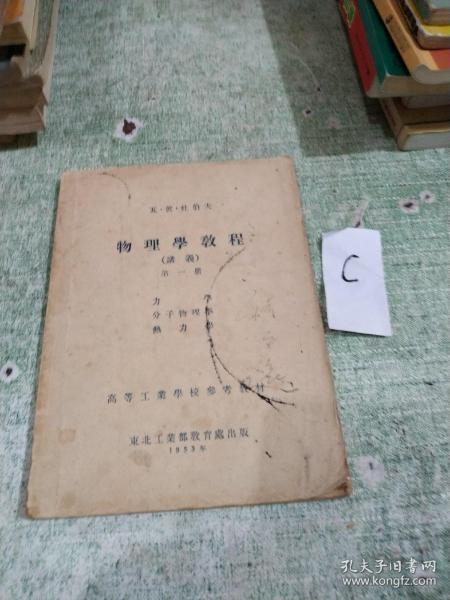 物理學教程
(講義)
第一冊
力學
分子物理學
熱力學
高等工業學校參考教材
東北工業部教育處出版
1953年
C
孔夫子旧书网
www.kongfz.com